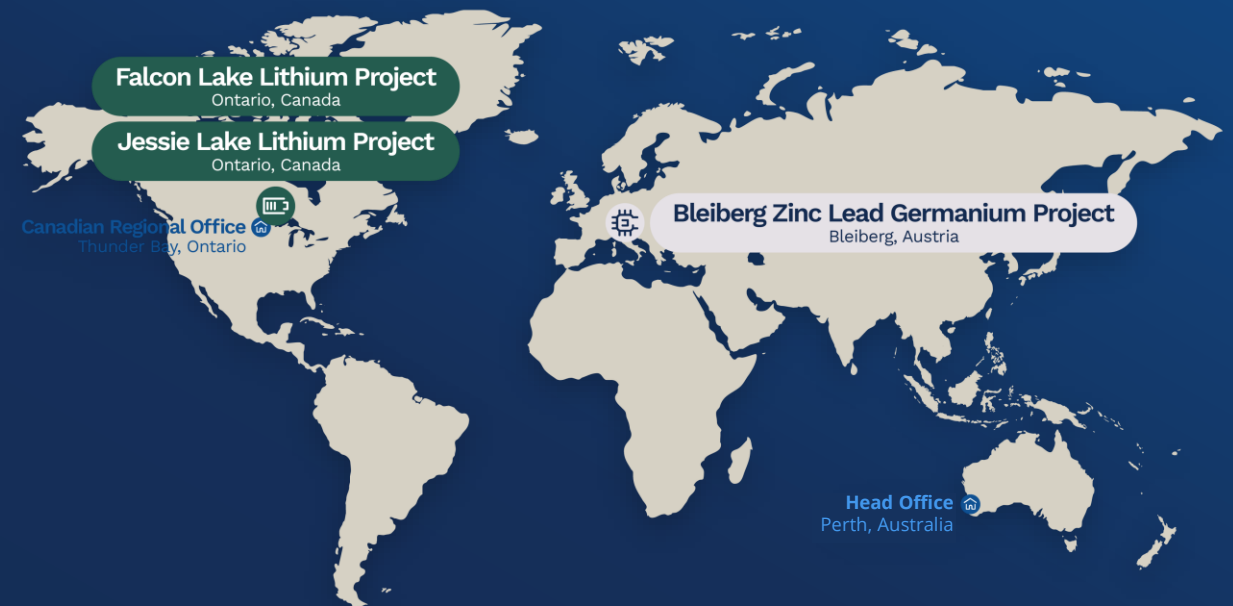 Falcon Lake Lithium Project
Ontario, Canada
Jessie Lake Lithium Project
Ontario, Canada
Canadian Regional Office
Thunder Bay, Ontario
Bleiberg Zinc Lead Germanium Project
Bleiberg, Austria
Head Office
Perth, Australia